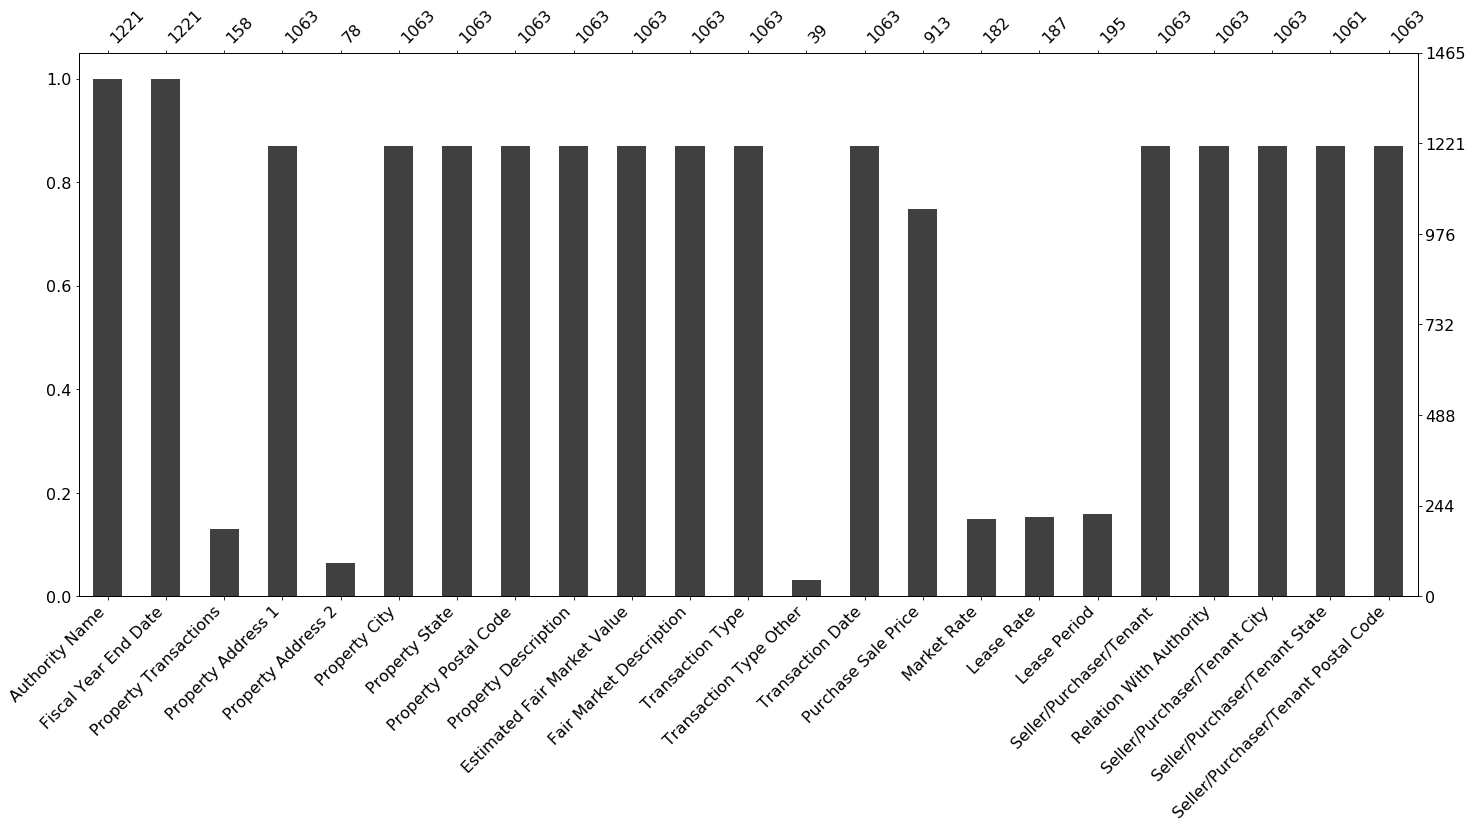 1221
1221
158
1063
78
1063
1063
1063
1063
1063
1063
1063
39
1063
913
182
187
195
1063
1063
1063
1061
1063
1.0
0.8
0.6
0.4
0.2
0.0
1465
1221
976
732
488
244
0
Authority Name
Fiscal Year End Date
Property Transactions
Property Address 1
Property Address 2
Property City
Property State
Property Postal Code
Property Description
Estimated Fair Market Value
Fair Market Description
Transaction Type
Transaction Type Other
Transaction Date
Purchase Sale Price
Market Rate
Lease Rate
Lease Period
Seller/Purchaser/Tenant
Relation With Authority
Seller/Purchaser/Tenant City
Seller/Purchaser/Tenant State
Seller/Purchaser/Tenant Postal Code